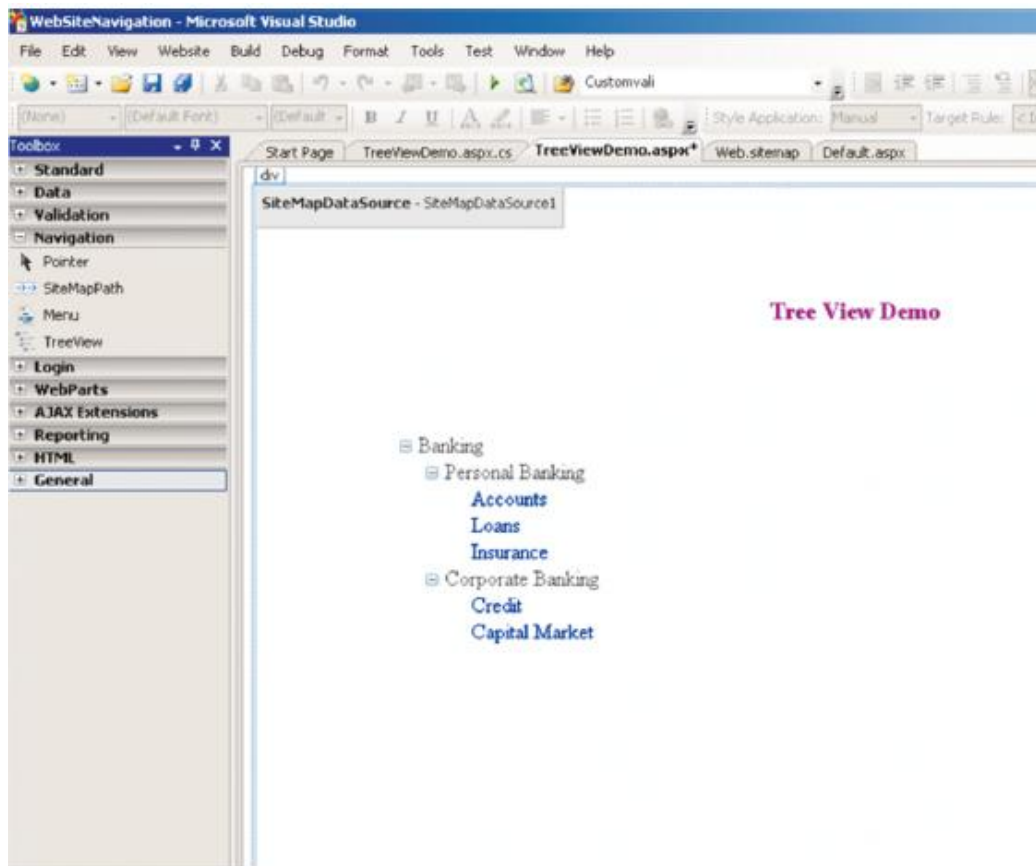 WebSiteNavigation - Microsoft Visual Studio
File Edit View Website Build Debug Format Tools Test Window Help
Customvali
(None) (Default Font) (Default B I U A Style Application: Manual Target Rule:
Toolbox
Start Page TreeViewDemo.aspx.cs TreeViewDemo.aspx* Web.sitemap Default.aspx
Standard
Data
Validation
Navigation
Pointer
SiteMapPath
Menu
TreeView
Login
WebParts
AJAX Extensions
Reporting
HTML
General
div
SiteMapDataSource - SiteMapDataSource1
Tree View Demo
Banking
Personal Banking
Accounts
Loans
Insurance
Corporate Banking
Credit
Capital Market